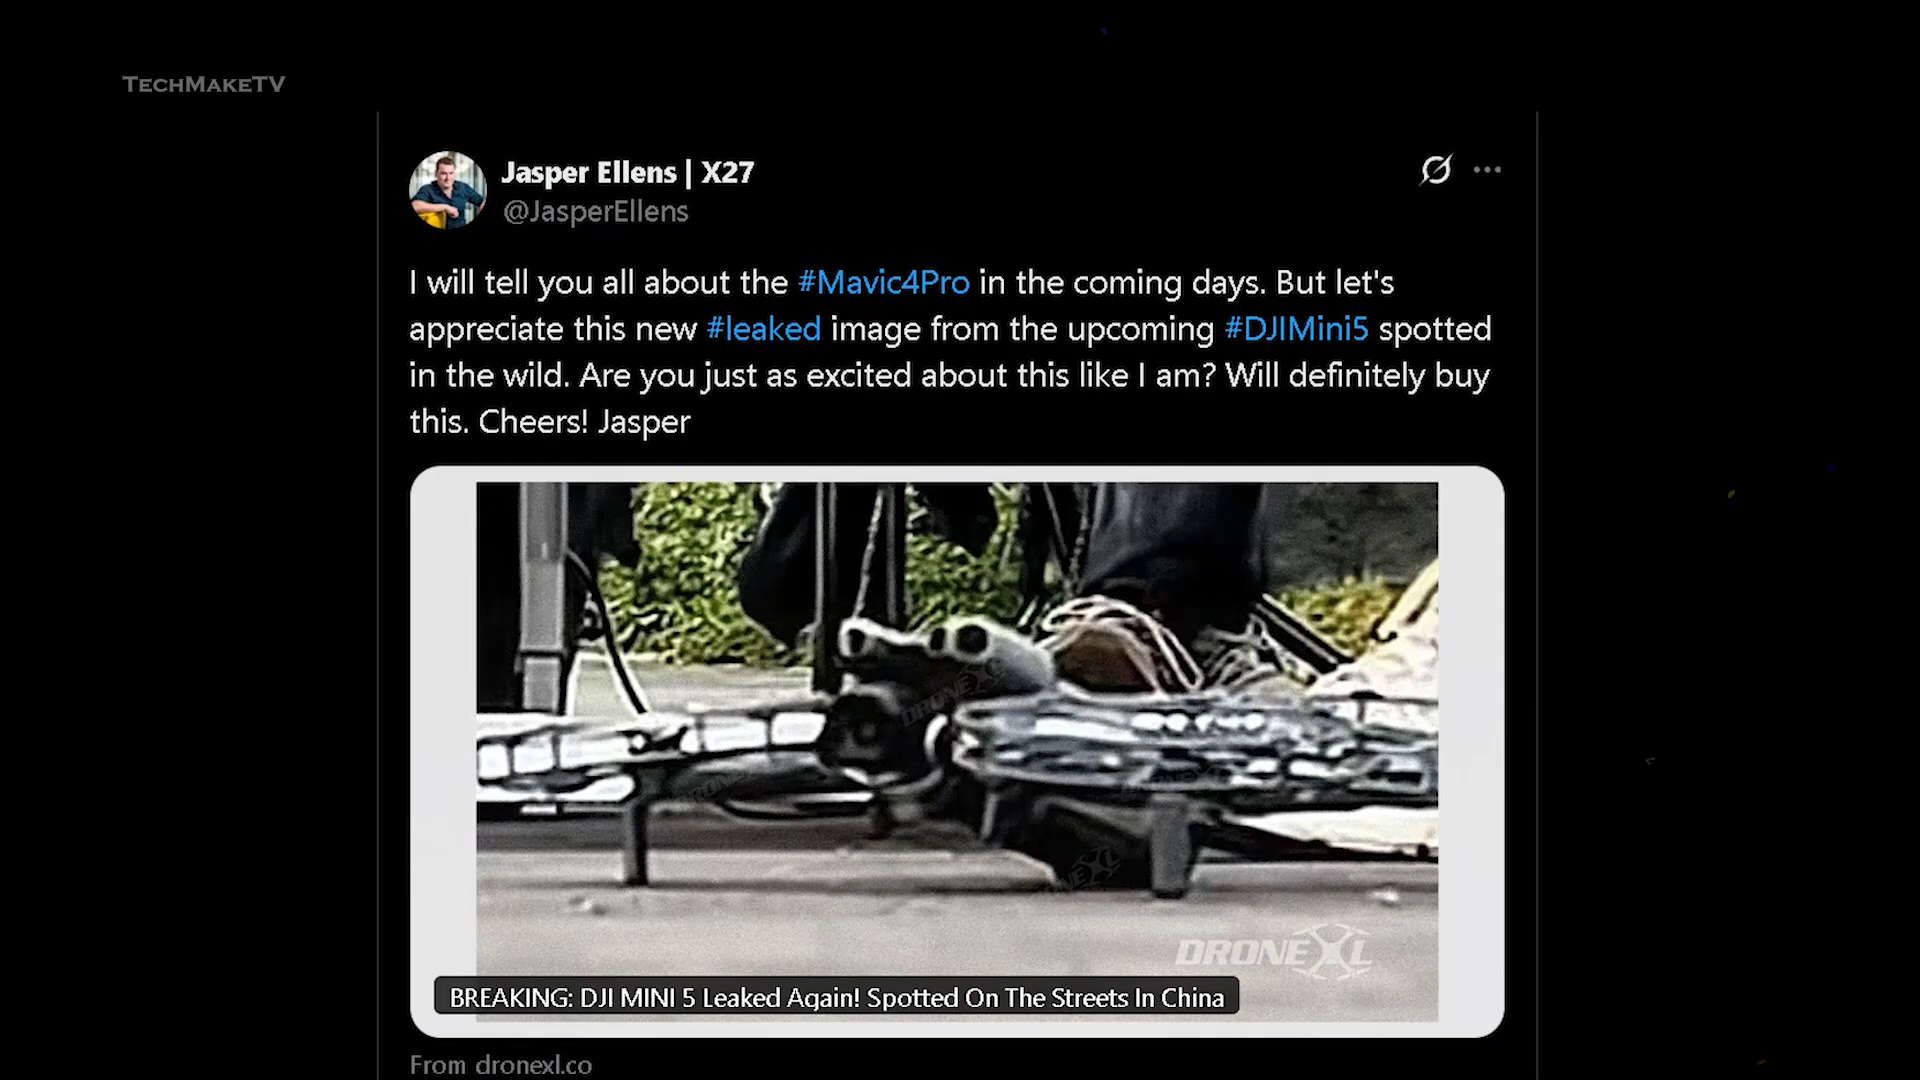 TECHMAKETV
Jasper Ellens | X27
@JasperEllens
I will tell you all about the #Mavic4Pro in the coming days. But let's
appreciate this new #leaked image from the upcoming #DJIMini5 spotted
in the wild. Are you just as excited about this like I am? Will definitely buy
this. Cheers! Jasper
DRONEXL
DRONEXL
BREAKING: DJI MINI 5 Leaked Again! Spotted On The Streets In China
From dronexl.co